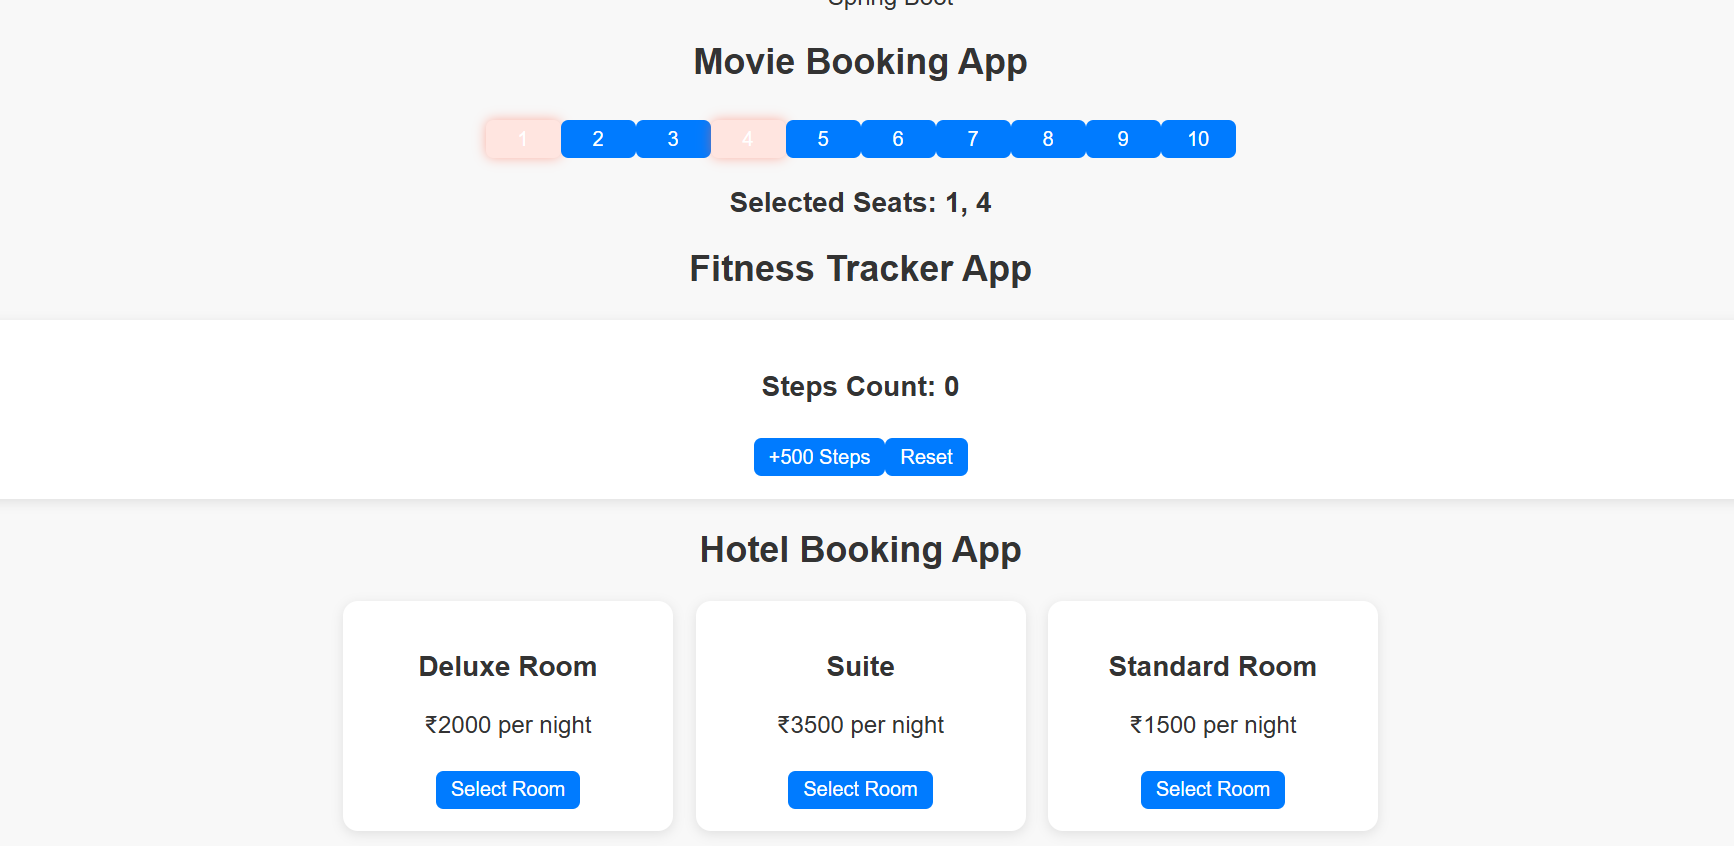 Spring Boot
Movie Booking App
1 2 3 4 5 6 7 8 9 10
Selected Seats: 1, 4
Fitness Tracker App
Steps Count: 0
+500 Steps Reset
Hotel Booking App
Deluxe Room Suite Standard Room
₹2000 per night ₹3500 per night ₹1500 per night
Select Room Select Room Select Room